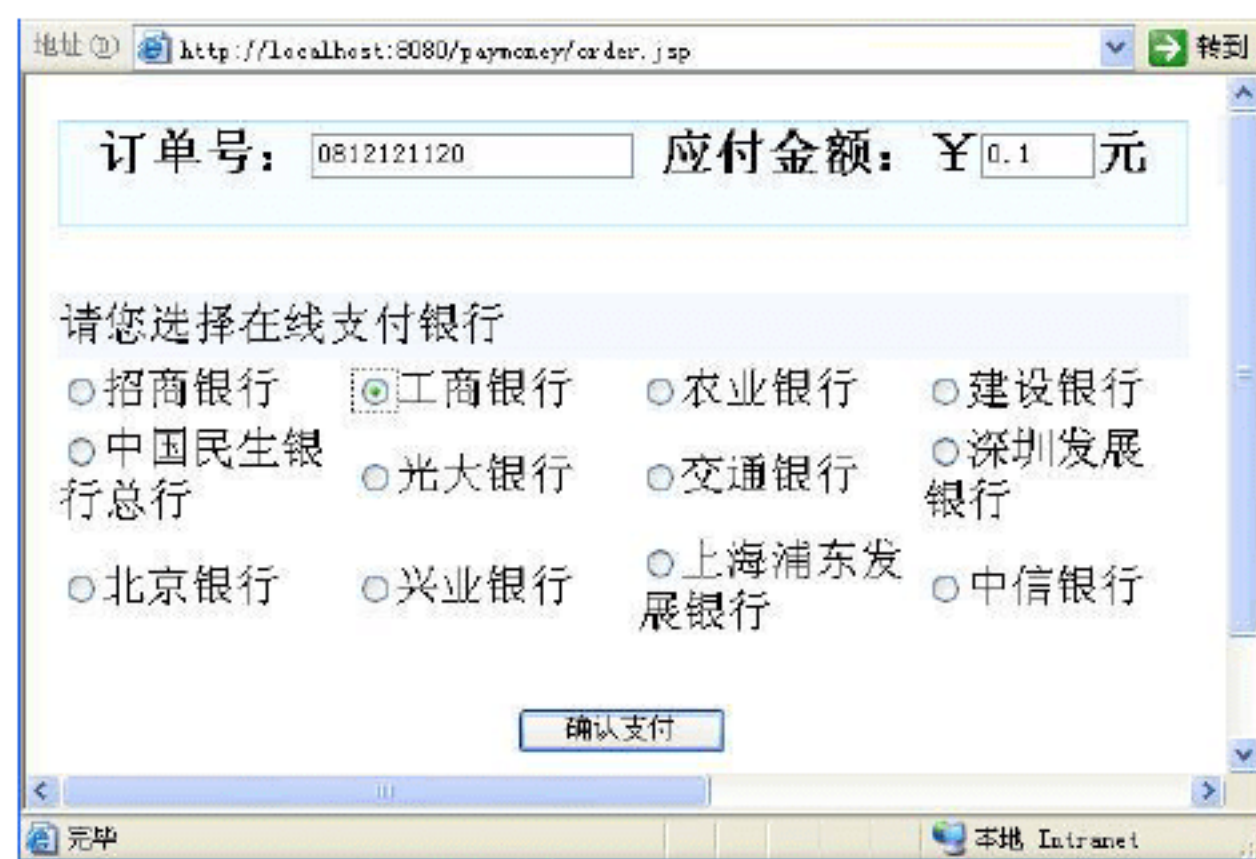 地址(D) http://localhost:8080/paymoney/order.jsp 转到
订单号: 0812121120 应付金额: ¥0.1元
请您选择在线支付银行
招商银行 工商银行 农业银行 建设银行
中国民生银行总行 光大银行 交通银行 深圳发展银行
北京银行 兴业银行 上海浦东发展银行 中信银行
确认支付
完毕 本地 Intranet